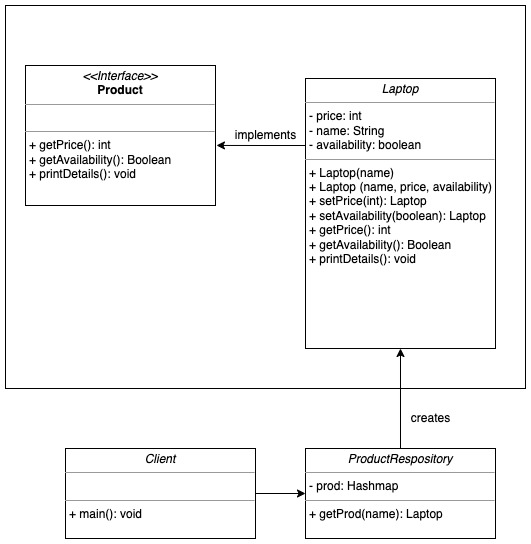 <<Interface>>
Product
+ getPrice(): int
+ getAvailability(): Boolean
+ printDetails(): void
implements
Laptop
- price: int
- name: String
- availability: boolean
+ Laptop(name)
+ Laptop (name, price, availability)
+ setPrice(int): Laptop
+ setAvailability(boolean): Laptop
+ getPrice(): int
+ getAvailability(): Boolean
+ printDetails(): void
creates
Client
+ main(): void
ProductRespository
- prod: Hashmap
+ getProd(name): Laptop